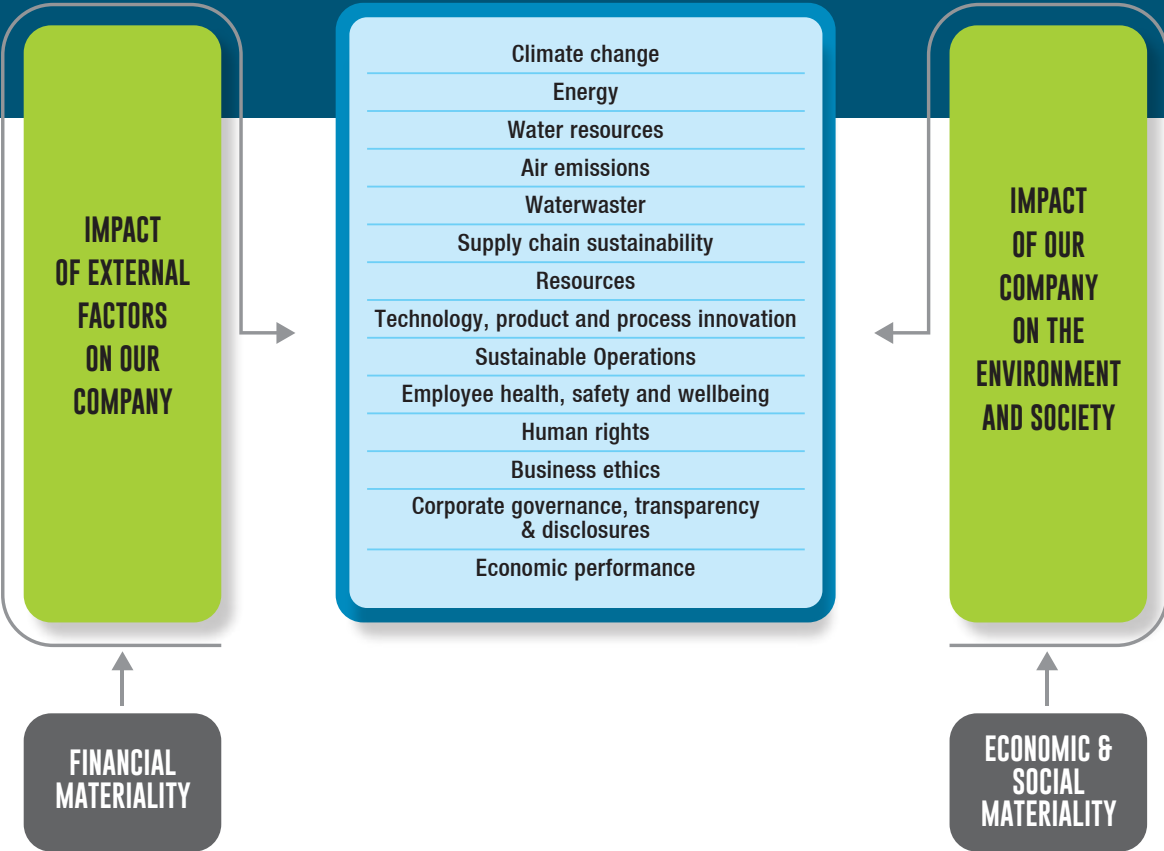 IMPACT
OF EXTERNAL
FACTORS
ON OUR
COMPANY
Climate change
Energy
Water resources
Air emissions
Waterwaster
Supply chain sustainability
Resources
Technology, product and process innovation
Sustainable Operations
Employee health, safety and wellbeing
Human rights
Business ethics
Corporate governance, transparency
& disclosures
Economic performance
IMPACT
OF OUR
COMPANY
ON THE
ENVIRONMENT
AND SOCIETY
FINANCIAL
MATERIALITY
ECONOMIC &
SOCIAL
MATERIALITY